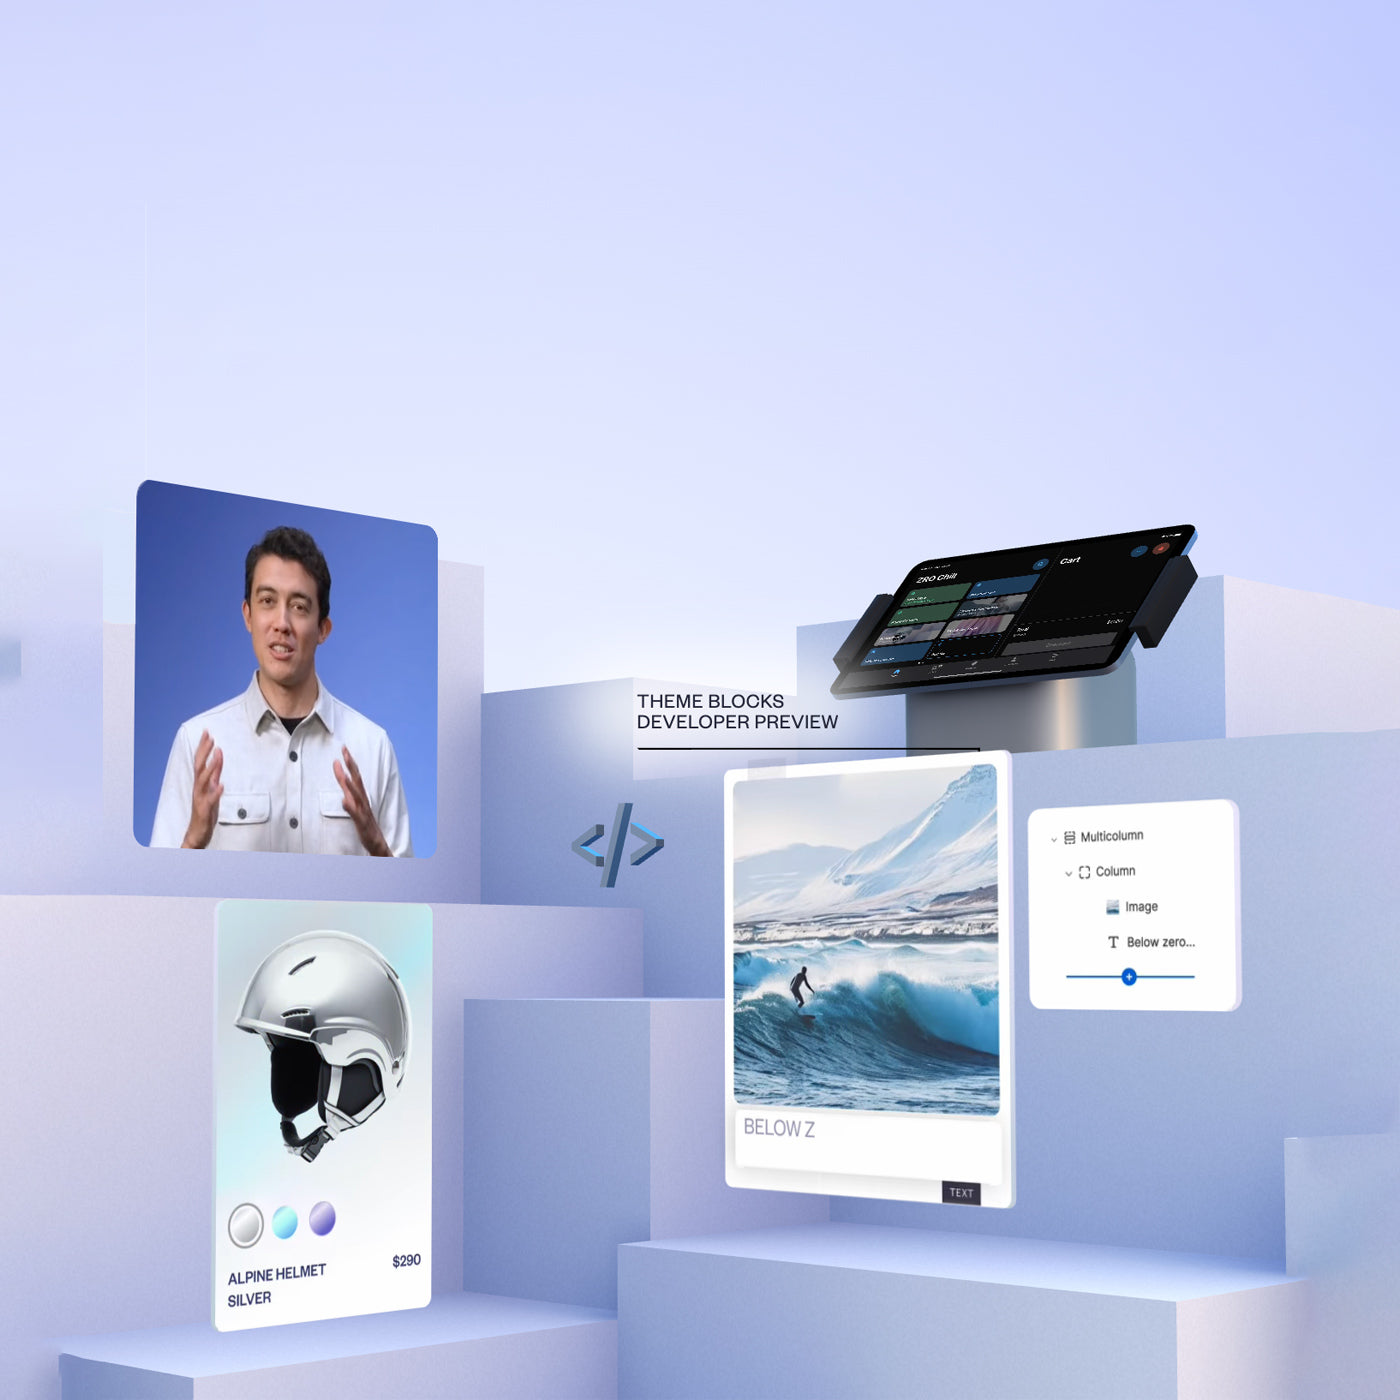 ZRO Chill
Cart
THEME BLOCKS
DEVELOPER PREVIEW
</>
Multicolumn
Column
Image
T Below zero...
BELOW Z
TEXT
ALPINE HELMET
SILVER
$290